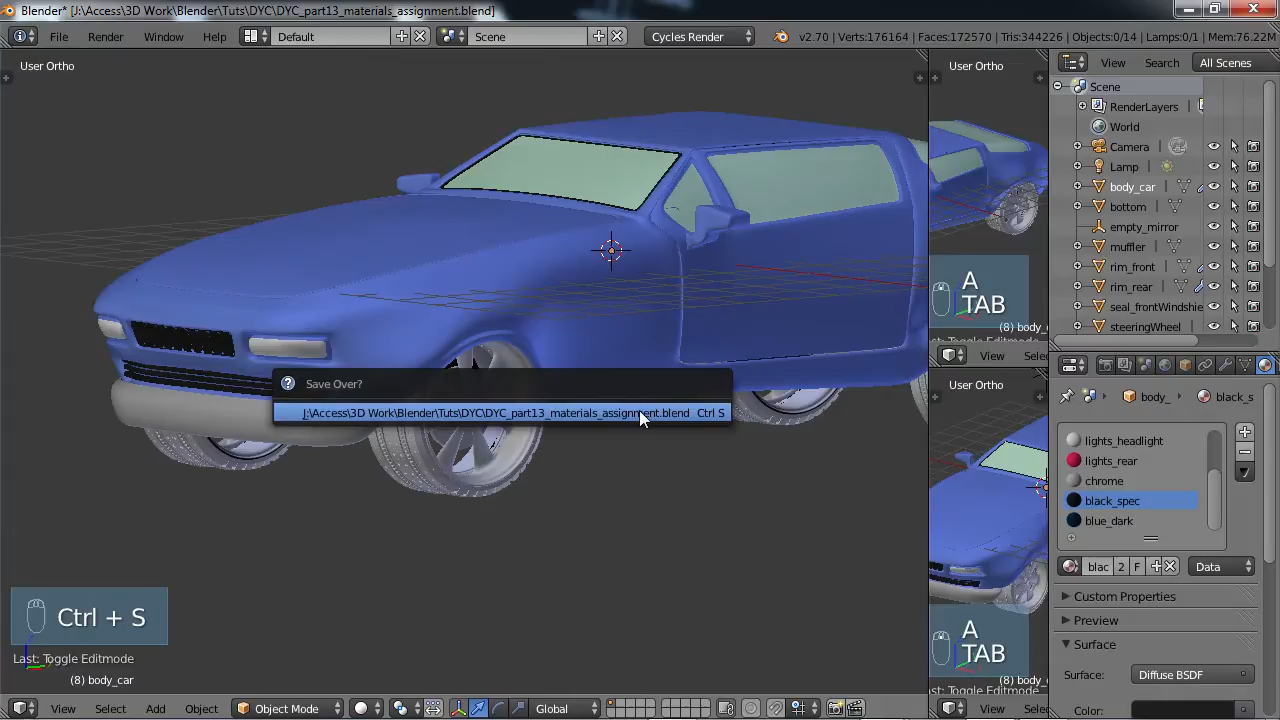 Blender* [J:\Access\3D Work\Blender\Tuts\DYC\DYC_part13_materials_assignment.blend]
File Render Window Help Default Scene Cycles Render v2.70 | Verts:176164 | Faces:172570 | Tris:344226 | Objects:0/14 | Lamps:0/1 | Mem:76.22M
User Ortho
User Ortho
View Search All Scenes
Scene
RenderLayers
World
Camera
Lamp
body_car
bottom
empty_mirror
muffler
rim_front
rim_rear
seal_frontWindshie
steeringWheel
A
TAB
(8) body_
View Select
Save Over?
J:\Access\3D Work\Blender\Tuts\DYC\DYC_part13_materials_assignment.blend Ctrl S
User Ortho
body_ black_s
lights_headlight
lights_rear
chrome
black_spec
blue_dark
blac 2 F Data
Custom Properties
Preview
Surface
Surface: Diffuse BSDF
Ctrl + S
Last: Toggle Editmode
(8) body_car
A
TAB
(8) body_
View Select Add Object Object Mode Global
View Select